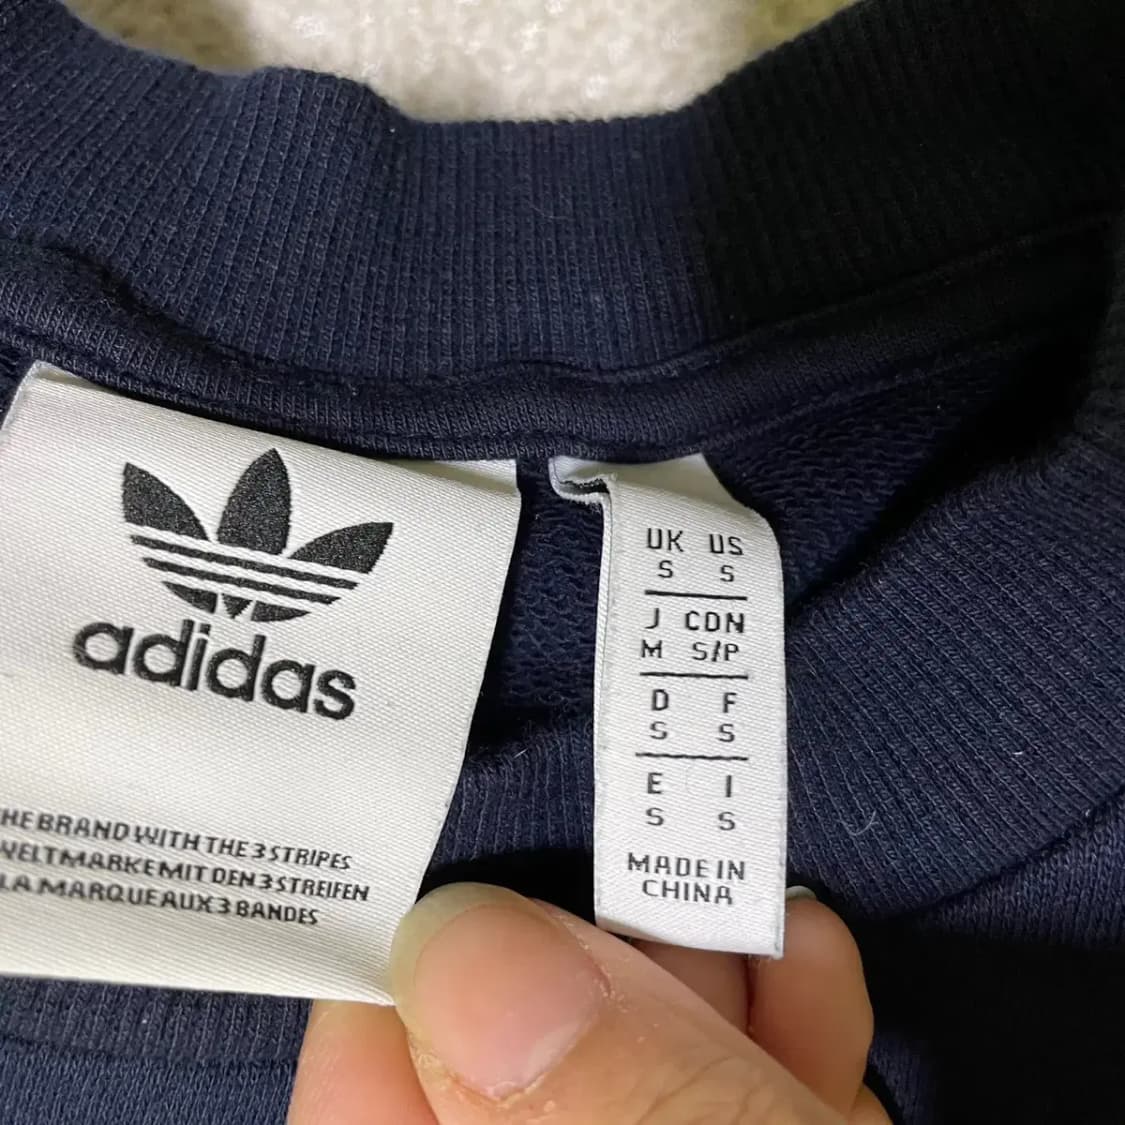 adidas
HE BRAND WITH THE 3 STRIPES
WELTMARKE MIT DEN 3 STREIFEN
LA MARQUE AUX 3 BANDES
UK US
S S
J CDN
M S/P
D F
S S
E I
S S
MADE IN
CHINA